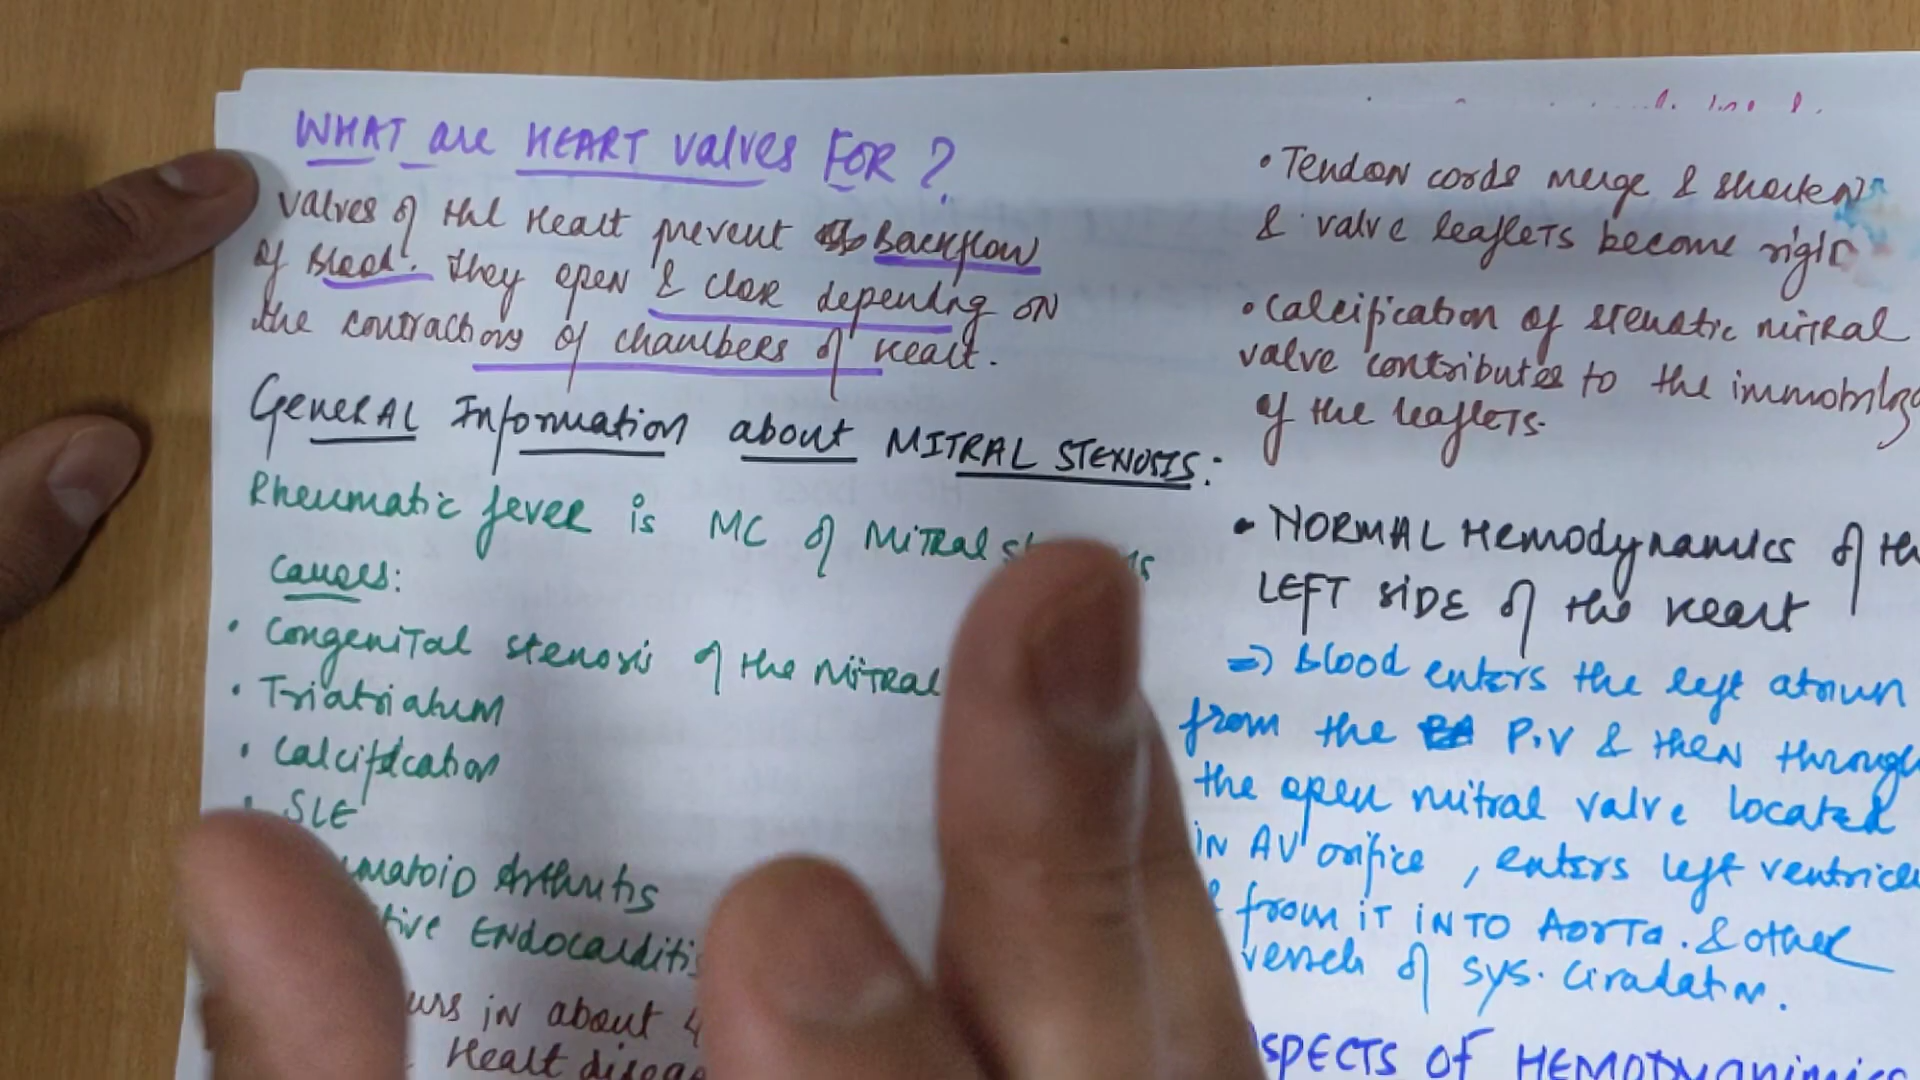 WHAT are HEART valves FOR ?
valves of the Heart prevent Backflow
of Blood. They open & close depending on
the contractions of chambers of heart.
General Information about MITRAL STENOSIS:
Rheumatic fever is MC of Mitral
Causes:
• Congenital stenosis of the Mitral
• Triatriatum
• Calcification
• SLE
Arthritis
Endocarditis
in about
Heart
• Tendon cords merge & shorten
& valve leaflets become rigid
• Calcification of stenotic mitral
valve contributes to the
of the leaflets.
• NORMAL Hemodynamics of
LEFT SIDE of the heart
=> Blood enters the left atrium
from the P.V & then through
the open mitral valve located
in AV orifice, enters left ventricle
& from it INTO Aorta. & other
vessels of sys. Circulation.
OF